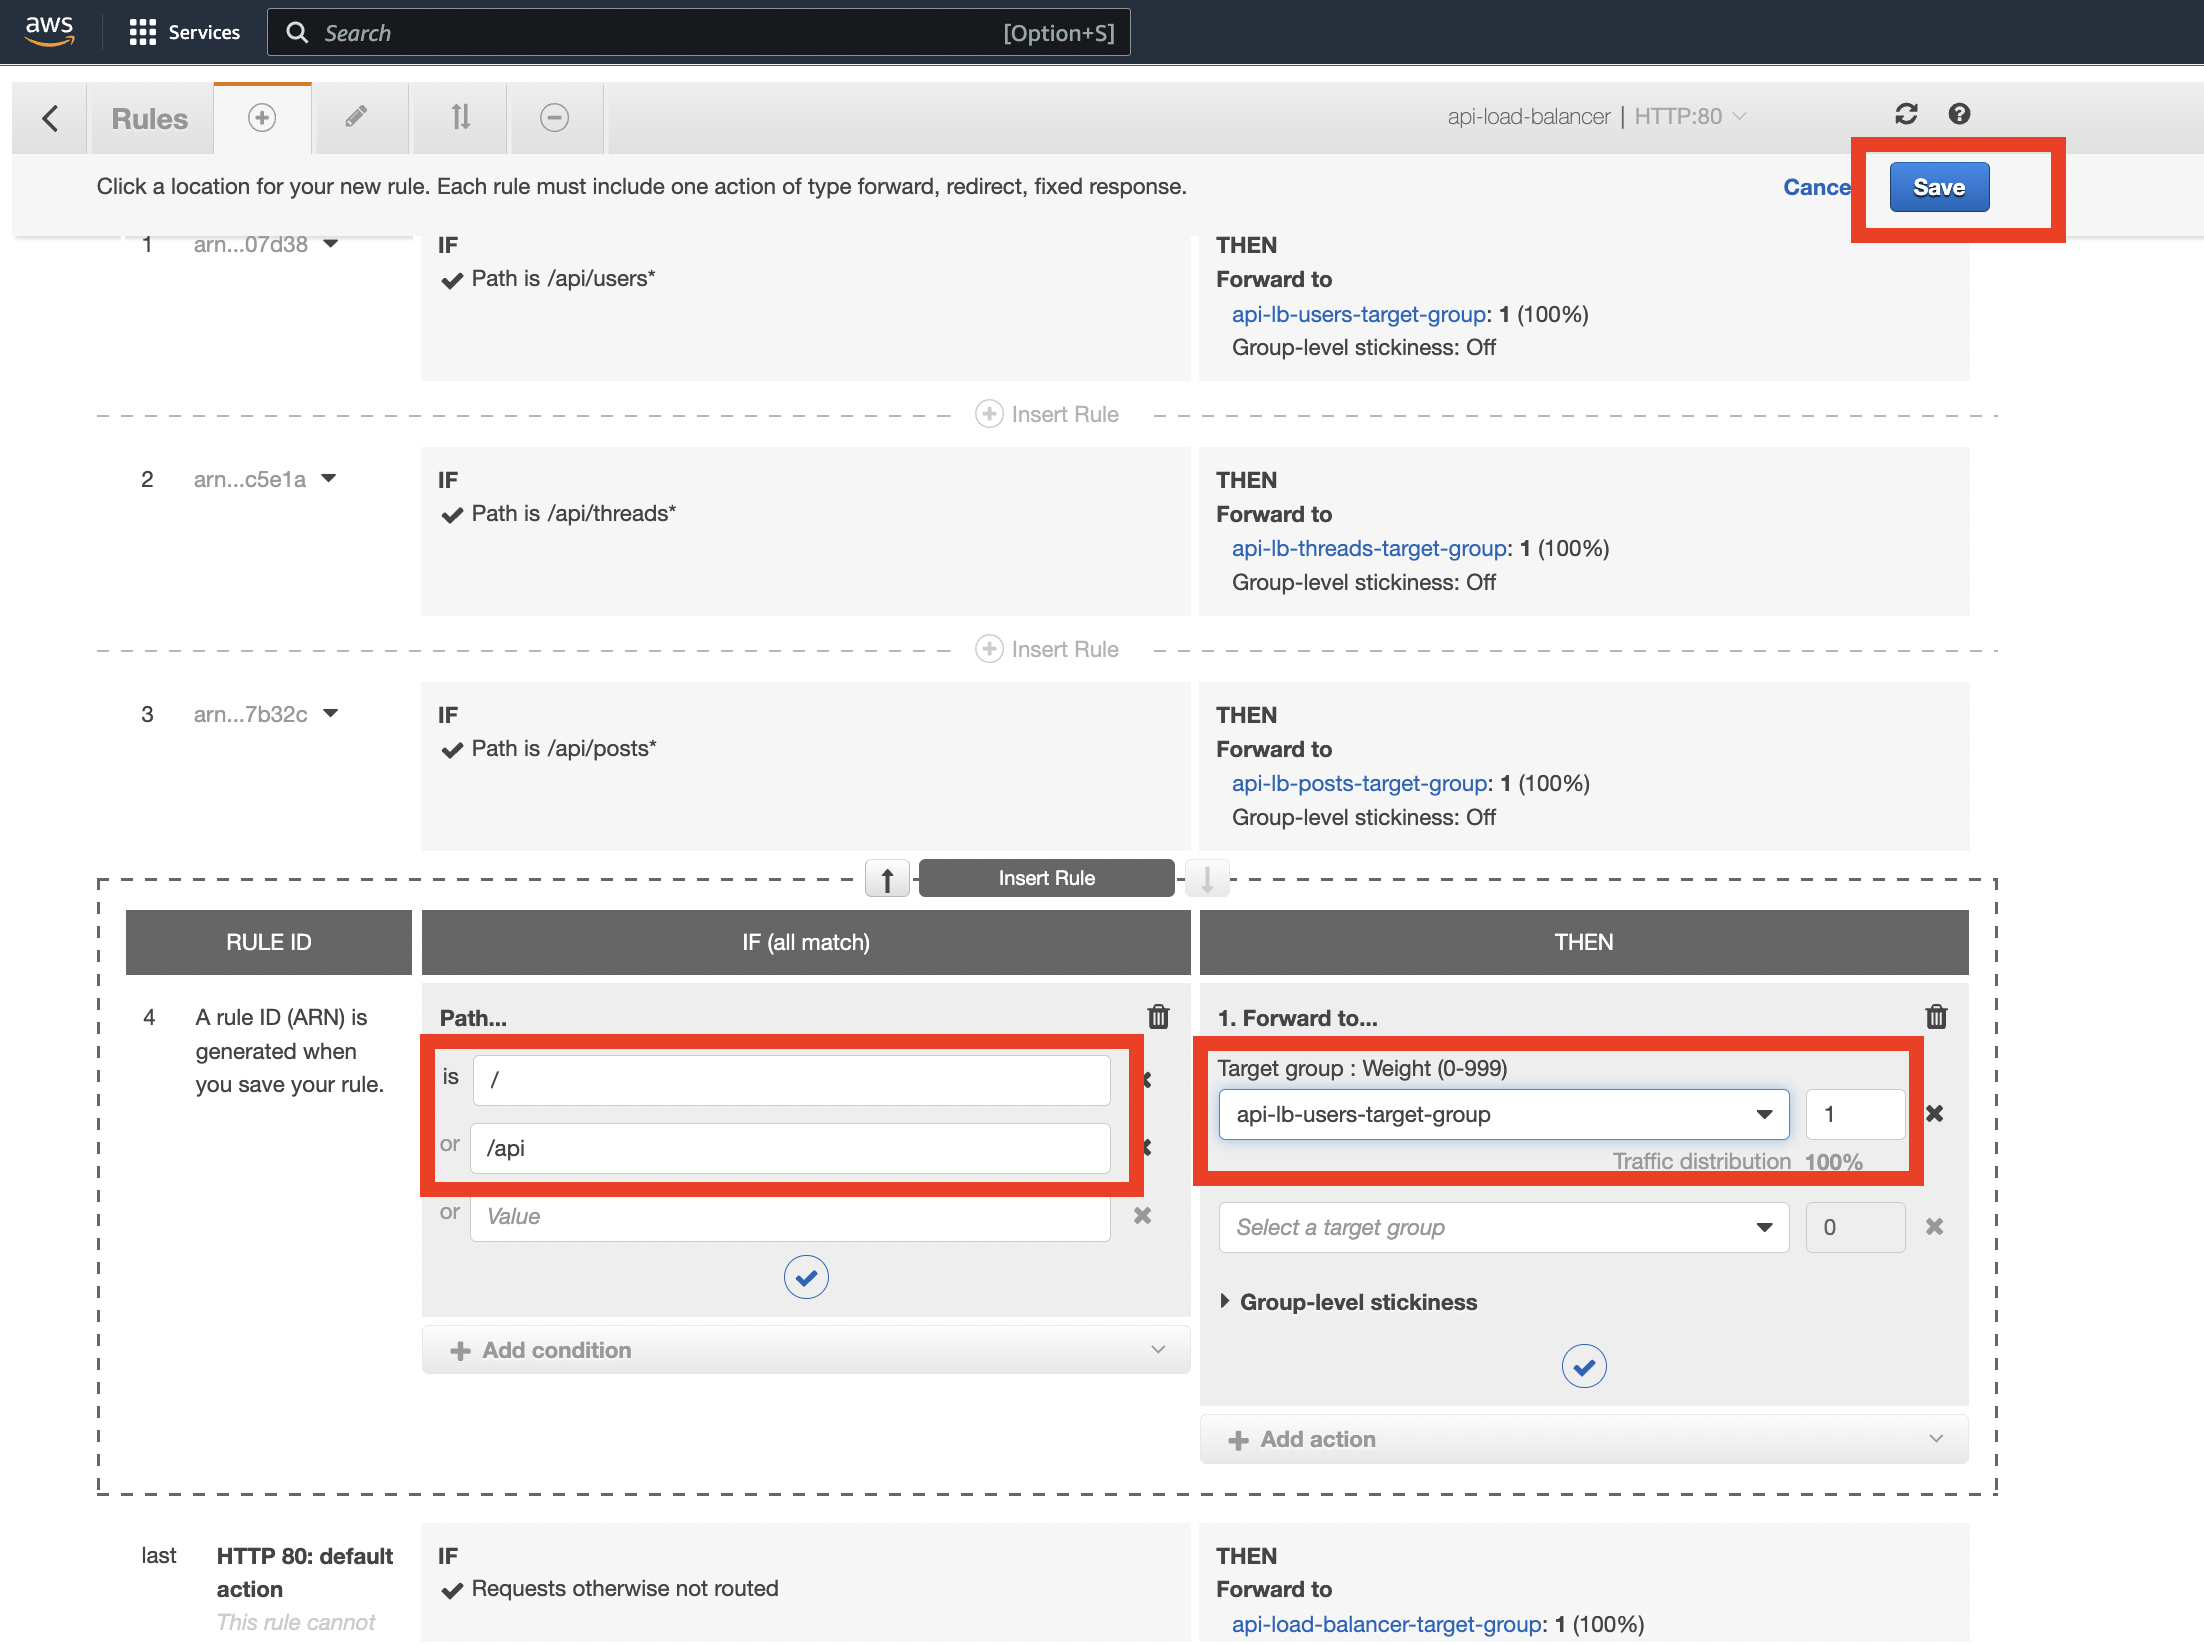 aws
Services
Search
[Option+S]
Rules
api-load-balancer | HTTP:80
Click a location for your new rule. Each rule must include one action of type forward, redirect, fixed response.
Cance
Save
1 arn...07d38
IF
Path is /api/users*
THEN
Forward to
api-lb-users-target-group: 1 (100%)
Group-level stickiness: Off
Insert Rule
2 arn...c5e1a
IF
Path is /api/threads*
THEN
Forward to
api-lb-threads-target-group: 1 (100%)
Group-level stickiness: Off
Insert Rule
3 arn...7b32c
IF
Path is /api/posts*
THEN
Forward to
api-lb-posts-target-group: 1 (100%)
Group-level stickiness: Off
Insert Rule
RULE ID
IF (all match)
THEN
4 A rule ID (ARN) is
generated when
you save your rule.
Path...
is /
or /api
or Value
Add condition
1. Forward to...
Target group : Weight (0-999)
api-lb-users-target-group 1
Traffic distribution 100%
Select a target group 0
Group-level stickiness
Add action
last HTTP 80: default
action
This rule cannot
IF
Requests otherwise not routed
THEN
Forward to
api-load-balancer-target-group: 1 (100%)